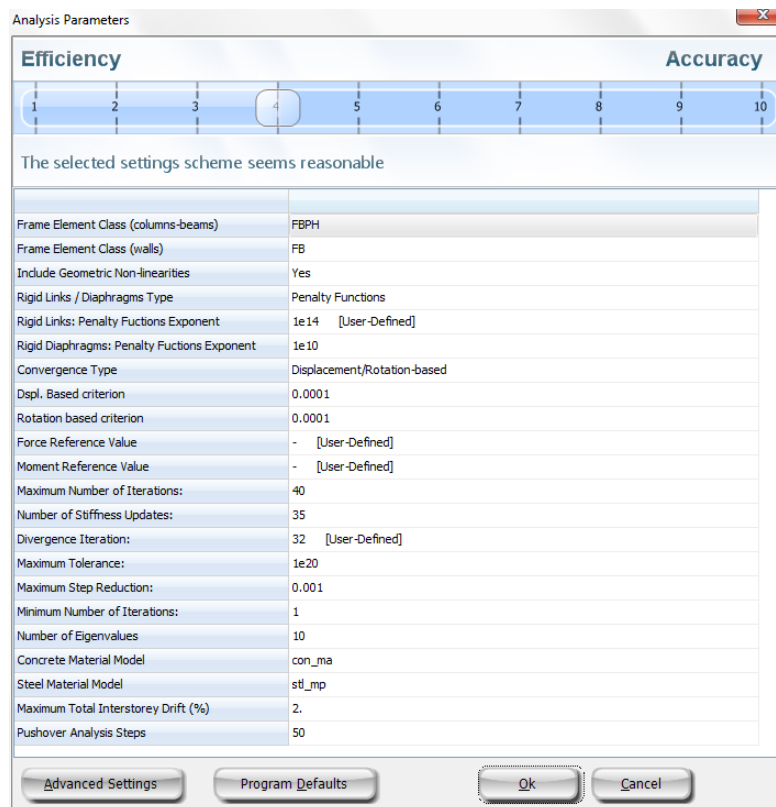 Analysis Parameters
Efficiency Accuracy
1 2 3 4 5 6 7 8 9 10
The selected settings scheme seems reasonable
Frame Element Class (columns-beams) FBPH
Frame Element Class (walls) FB
Include Geometric Non-linearities Yes
Rigid Links / Diaphragms Type Penalty Functions
Rigid Links: Penalty Fuctions Exponent 1e14 [User-Defined]
Rigid Diaphragms: Penalty Fuctions Exponent 1e10
Convergence Type Displacement/Rotation-based
Dspl. Based criterion 0.0001
Rotation based criterion 0.0001
Force Reference Value - [User-Defined]
Moment Reference Value - [User-Defined]
Maximum Number of Iterations: 40
Number of Stiffness Updates: 35
Divergence Iteration: 32 [User-Defined]
Maximum Tolerance: 1e20
Maximum Step Reduction: 0.001
Minimum Number of Iterations: 1
Number of Eigenvalues 10
Concrete Material Model con_ma
Steel Material Model stl_mp
Maximum Total Interstorey Drift (%) 2.
Pushover Analysis Steps 50
Advanced Settings Program Defaults Ok Cancel